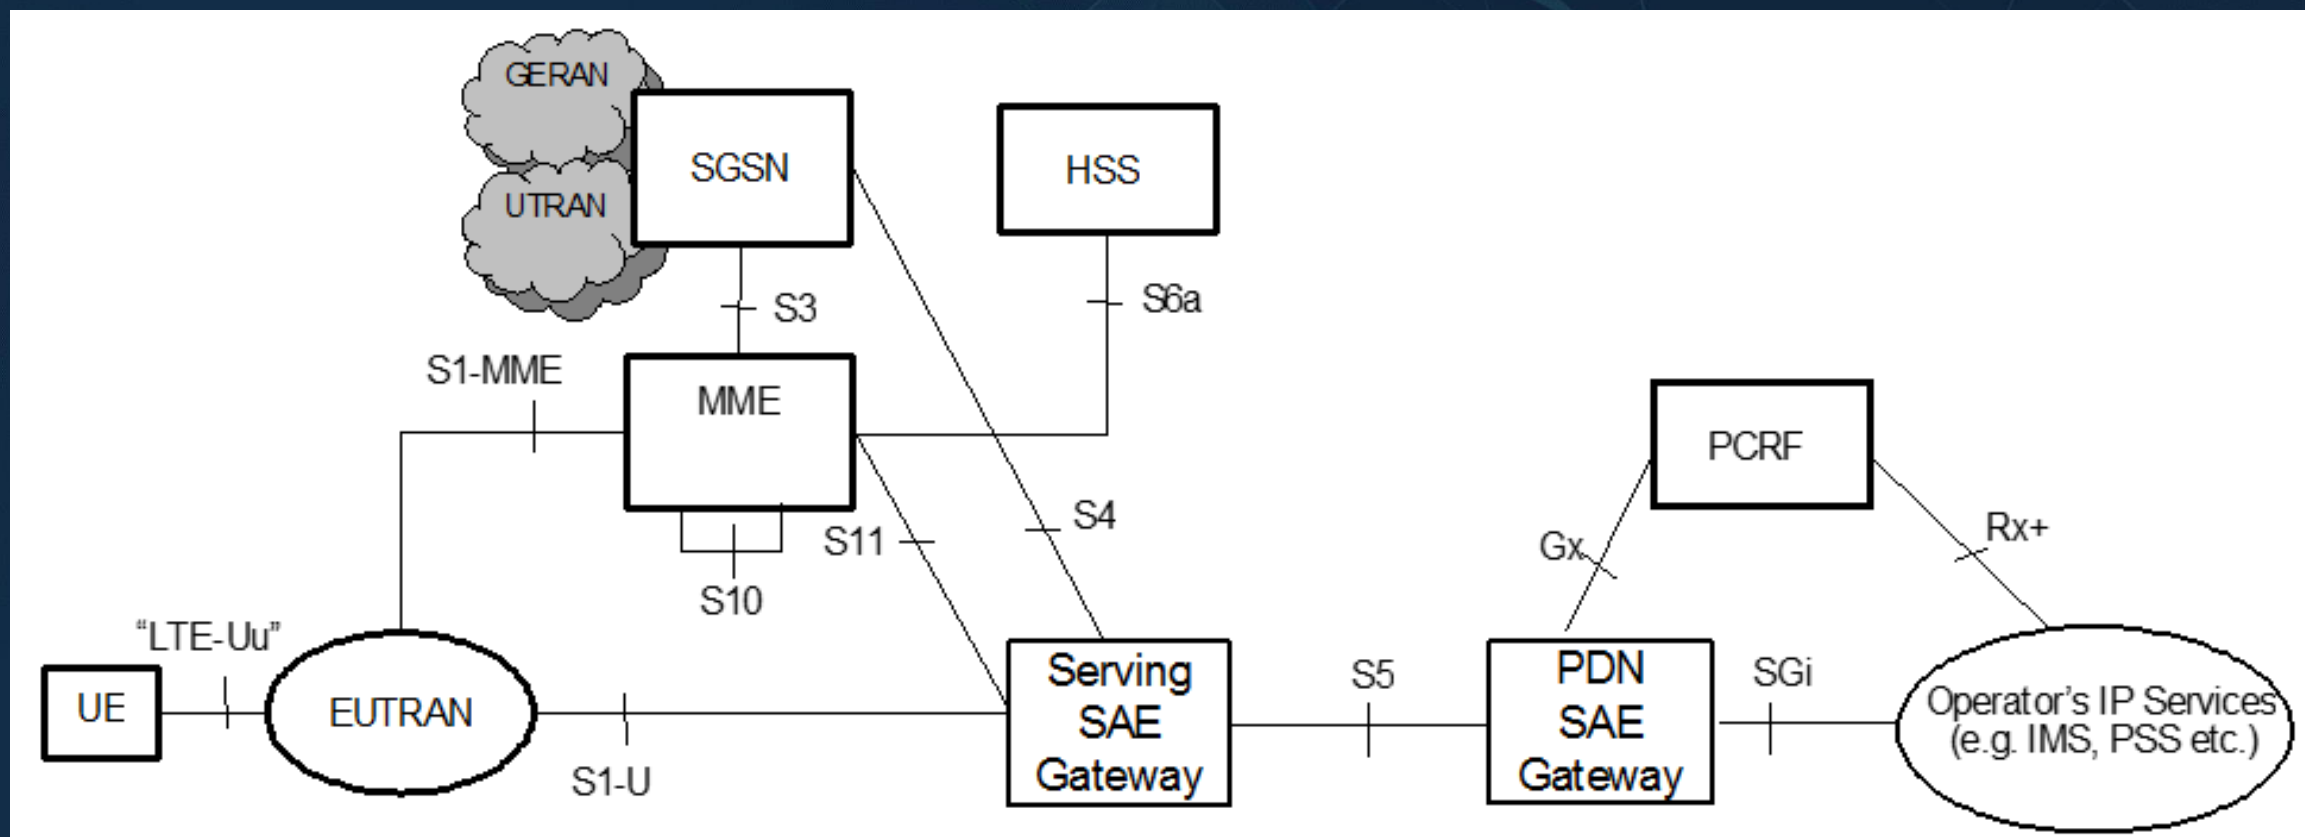 GERAN
SGSN
HSS
UTRAN
S3
S6a
S1-MME
MME
PCRF
S11
S4
Gx
Rx+
S10
“LTE-Uu”
UE
EUTRAN
S1-U
Serving
SAE
Gateway
S5
PDN
SAE
Gateway
SGi
Operator’s IP Services
(e.g. IMS, PSS etc.)